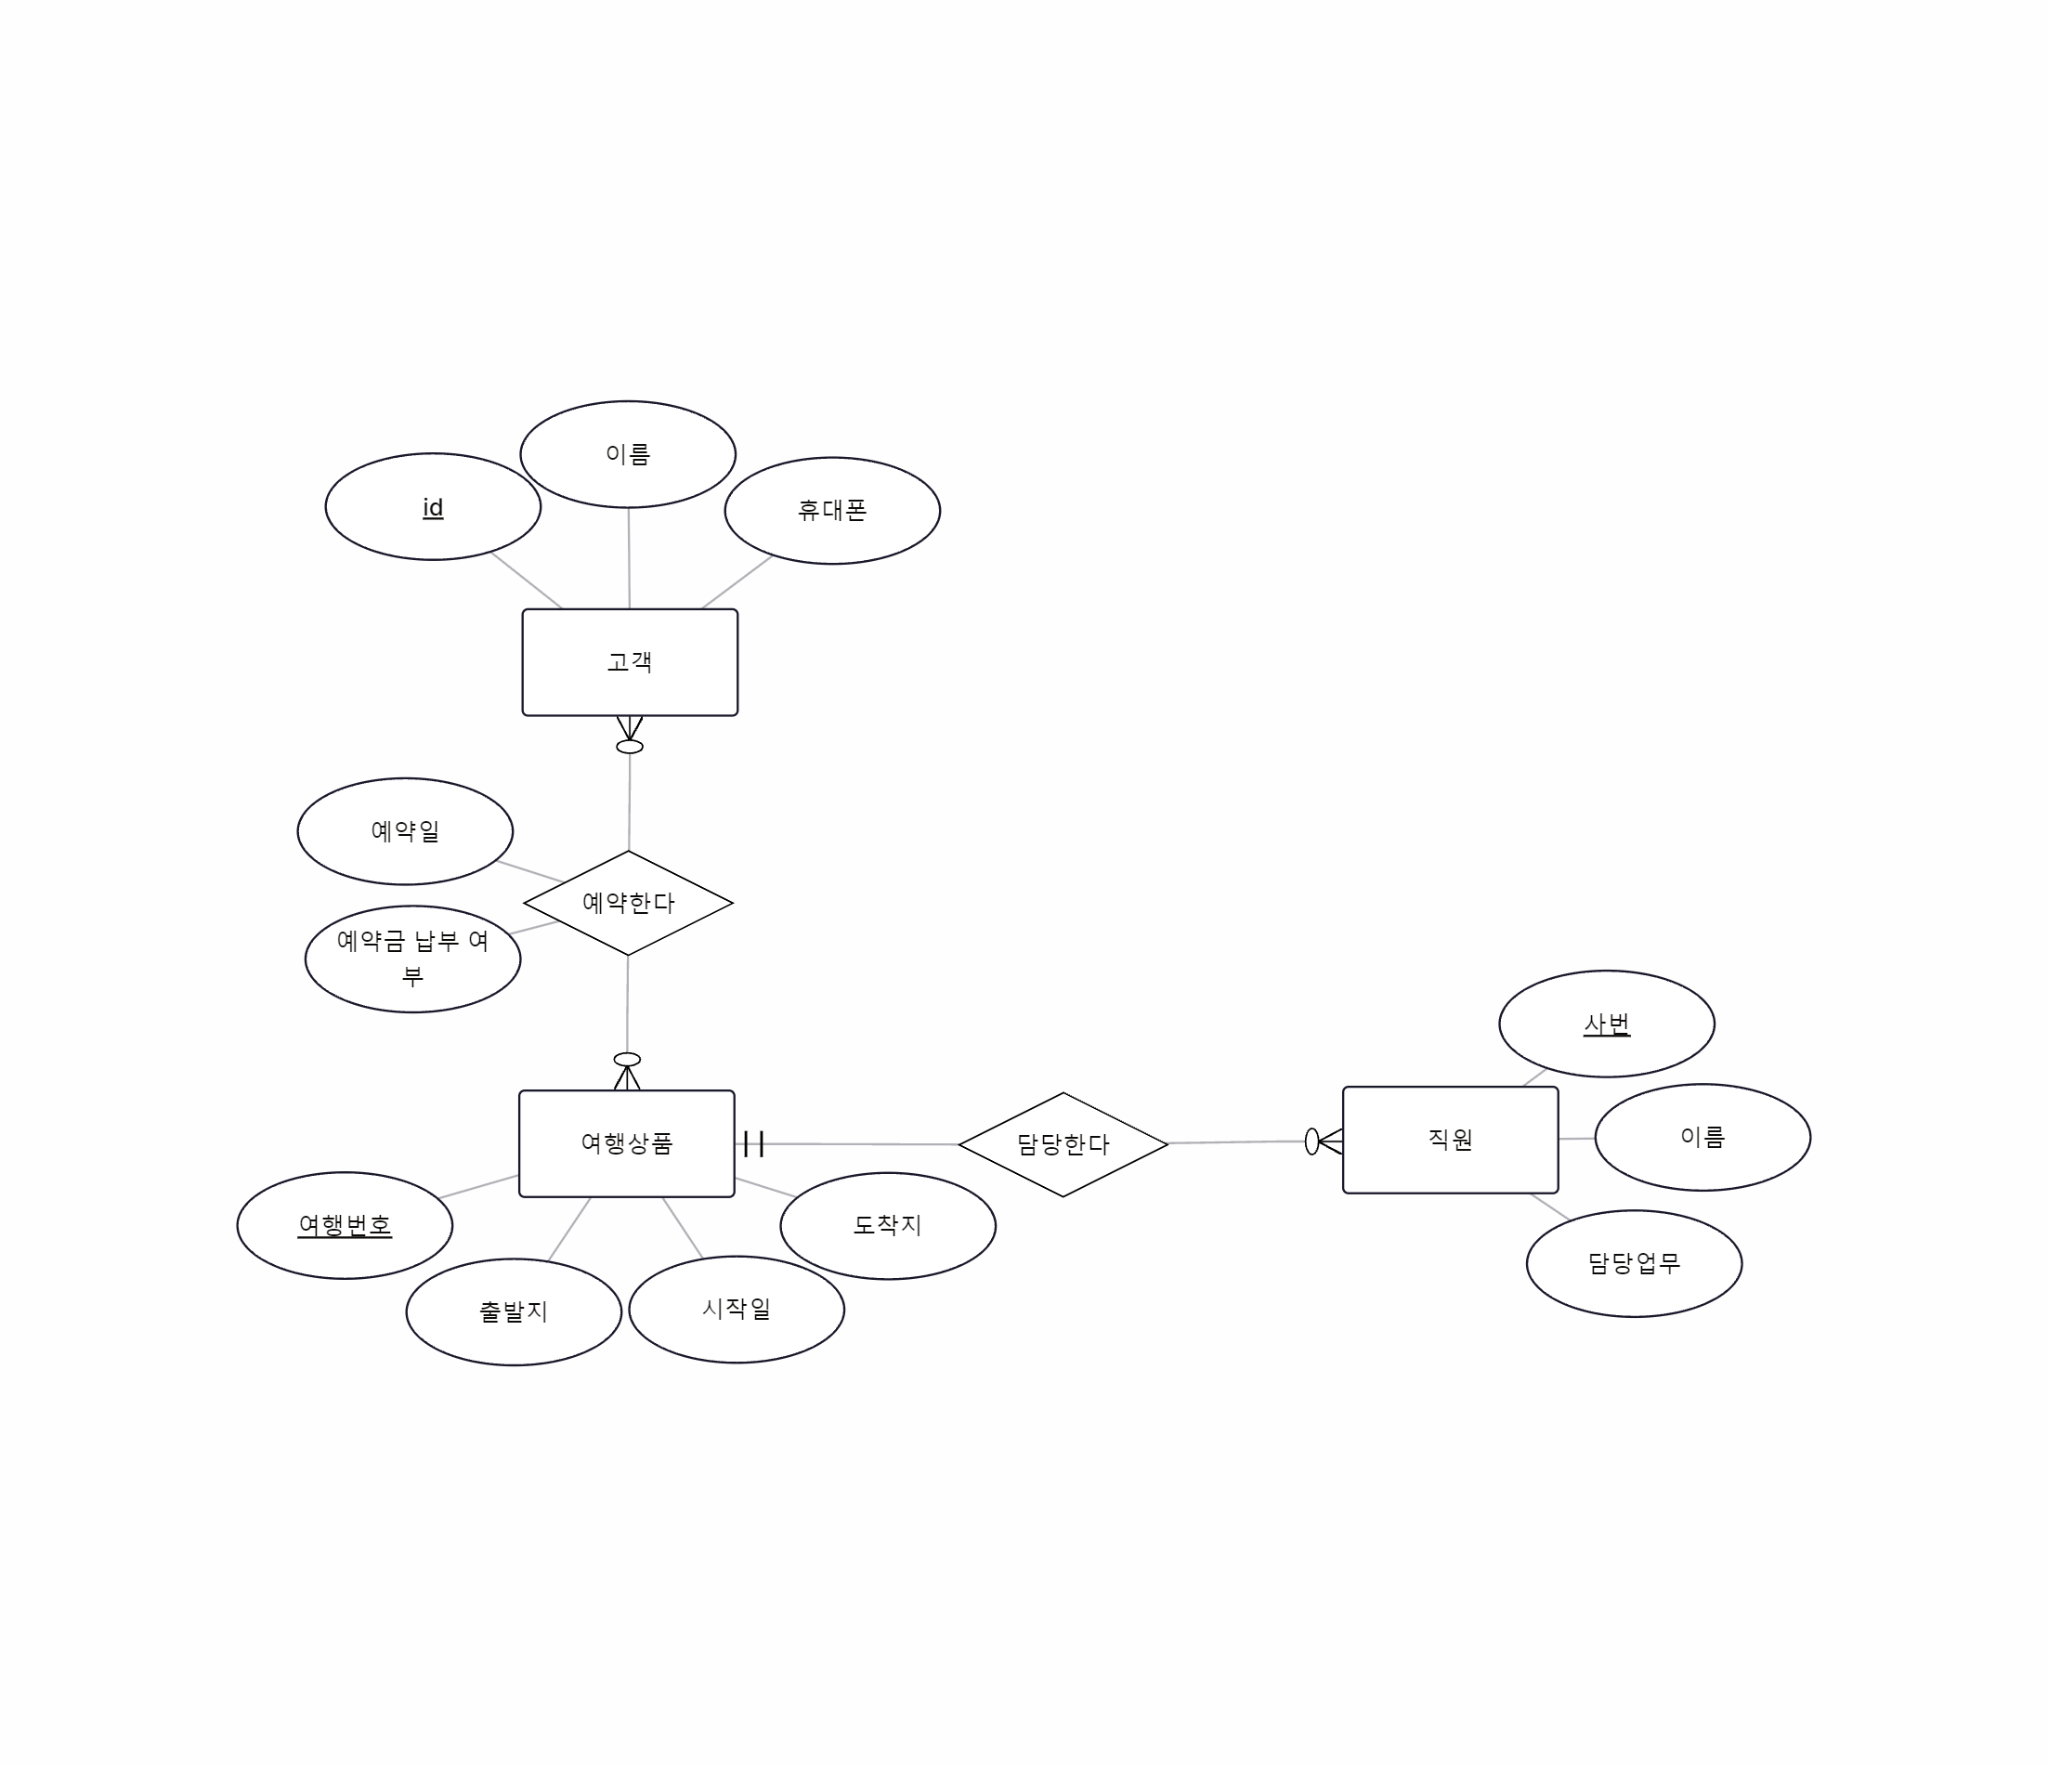 이름
id
휴대폰
고객
예약일
예약한다
예약금 납부 여
부
사번
여행상품
담당한다
직원
이름
여행번호
도착지
담당업무
출발지
시작일